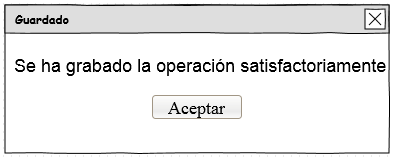 Guardado
Se ha grabado la operación satisfactoriamente
Aceptar